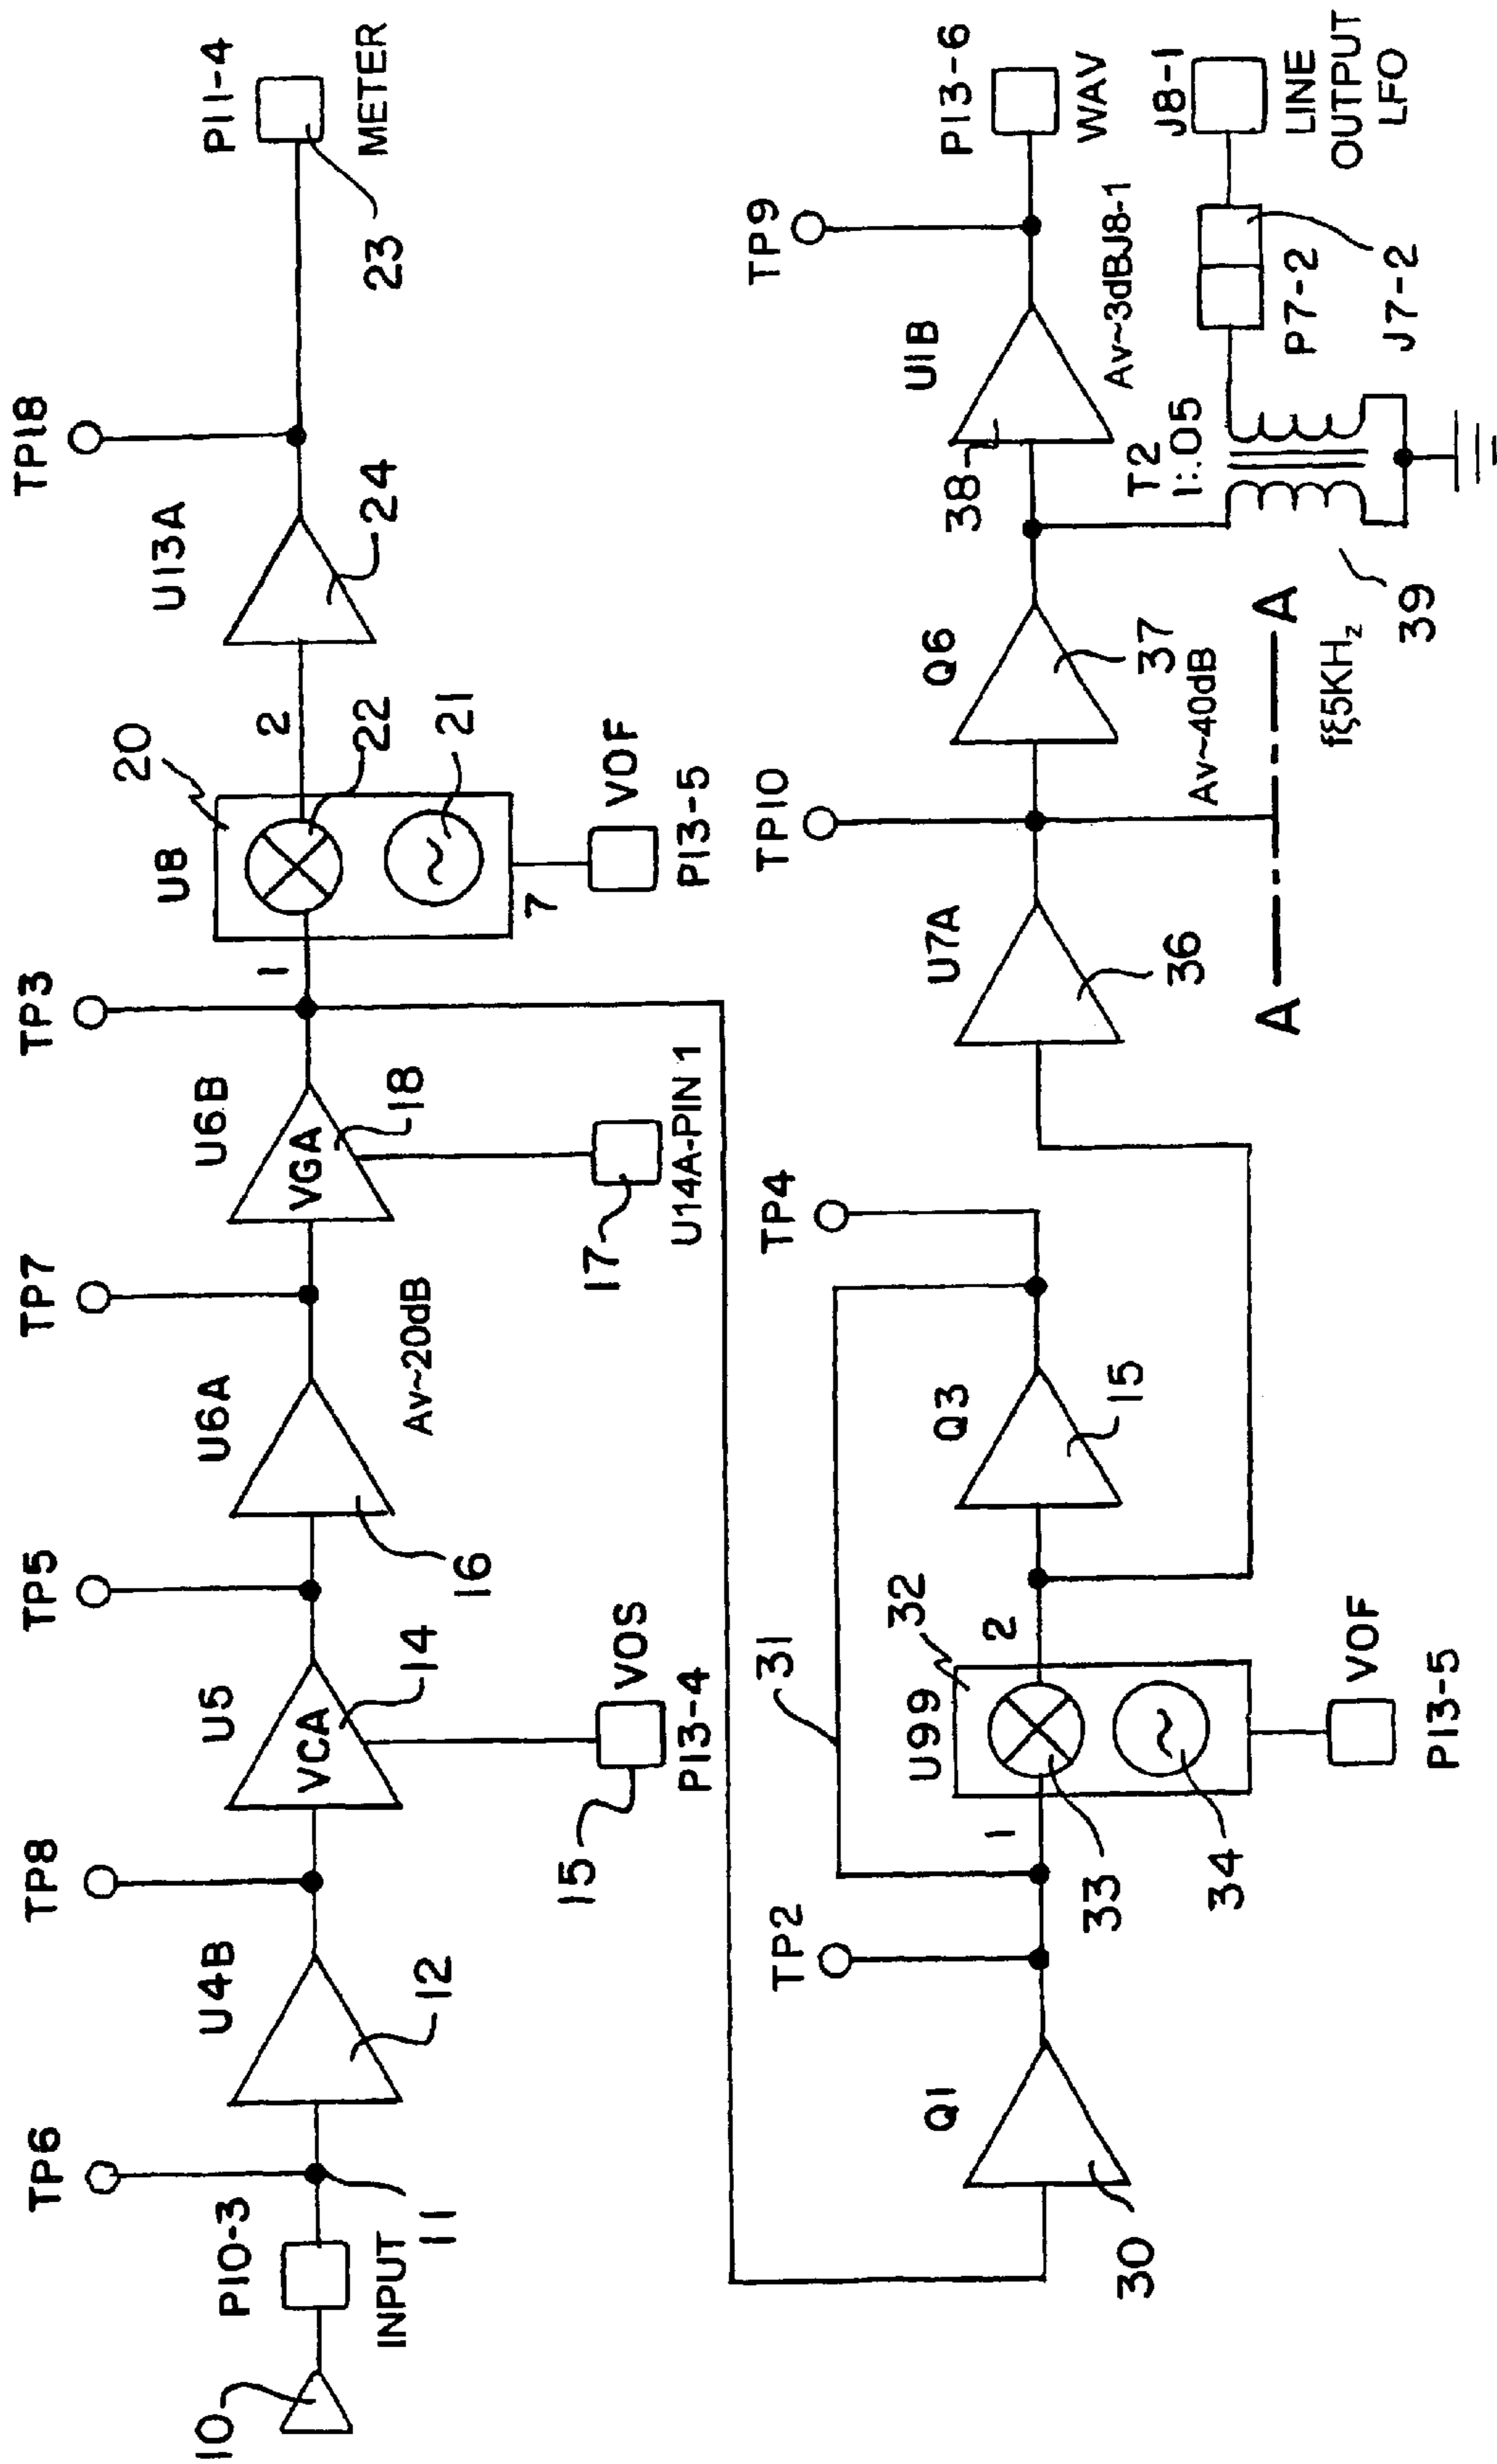 TP6
TP8
TP5
TP7
TP3
TP18
P10-3
U4B
U5
U6A
U6B
U8
20
U13A
P11-4
10
VCA
VGA
1
2
22
21
24
23
METER
INPUT
11
12
14
16
Av~20dB
18
7
15
VOS
P13-4
17
U14A-PIN 1
VOF
P13-5
TP2
31
TP4
TP10
TP9
Q1
U99
32
Q3
U7A
Q6
U1B
P13-6
1
2
38
WAV
30
33
34
15
36
37
Av~40dB
T2
1:.05
Av~3dBJ8-1
J8-1
VOF
P13-5
A
A
fξ5KHz
39
P7-2
J7-2
LINE
OUTPUT
LFO